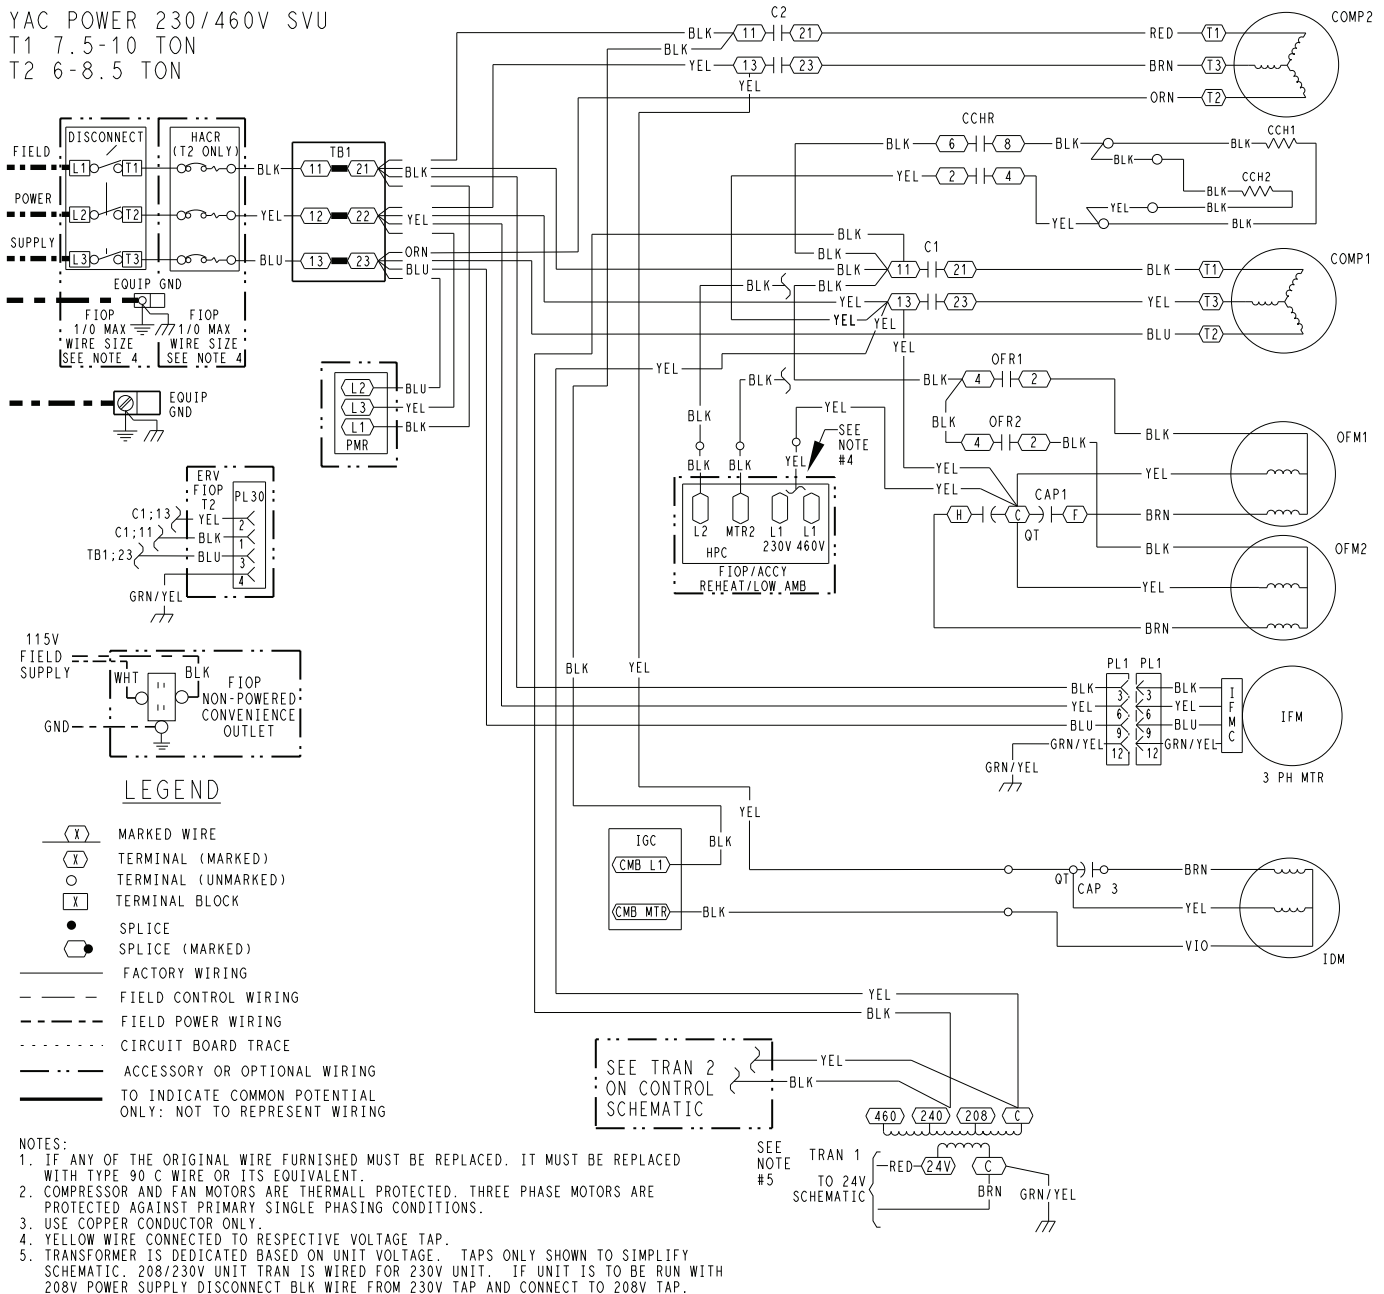 YAC POWER 230/460V SVU
T1 7.5-10 TON
T2 6-8.5 TON
DISCONNECT
HACR
(T2 ONLY)
TB1
FIELD
POWER
SUPPLY
L1 T1 BLK 11 21 BLK
L2 T2 YEL 12 22 YEL
L3 T3 BLU 13 23 ORN
BLU
EQUIP GND
FIOP
1/0 MAX
WIRE SIZE
SEE NOTE 4
FIOP
1/0 MAX
WIRE SIZE
SEE NOTE 4
EQUIP
GND
L2 BLU
L3 YEL
L1 BLK
PMR
ERV
FIOP
T2
PL30
C1;13 YEL 2
C1;11 BLK 1
TB1;23 BLU 3
4
GRN/YEL
115V
FIELD
SUPPLY
WHT
BLK
GND
FIOP
NON-POWERED
CONVENIENCE
OUTLET
C2
BLK 11 21 RED T1
BLK
YEL 13 23 BRN T3
YEL
ORN T2
COMP2
CCHR
BLK 6 8 BLK
BLK
CCH1
BLK
YEL 2 4
CCH2
BLK
YEL
BLK
YEL
BLK
BLK
C1
BLK
BLK 11 21 BLK T1
BLK
BLK
YEL 13 23 YEL T3
YEL
YEL
BLU T2
COMP1
YEL
YEL
BLK
OFR1
BLK 4 2
BLK
OFR2
4 2 BLK
BLK
YEL
BLK
BLK
YEL
SEE
NOTE
#4
BLK
BLK
YEL
L2
MTR2
L1
230V
L1
460V
HPC
FIOP/ACCY
REHEAT/LOW AMB
YEL
YEL
CAP1
H C F
QT
YEL
BRN
OFM1
BLK
YEL
BRN
OFM2
BLK
YEL
PL1 PL1
BLK 3 3 BLK
YEL 6 6 YEL
BLU 9 9 BLU
GRN/YEL 12 12 GRN/YEL
GRN/YEL
IFMC
IFM
3 PH MTR
YEL
IGC
BLK
CMB L1
CMB MTR BLK
QT
CAP 3
BRN
YEL
VIO
IDM
YEL
BLK
SEE TRAN 2
ON CONTROL
SCHEMATIC
YEL
BLK
460 240 208 C
SEE
NOTE
#5
TRAN 1
TO 24V
SCHEMATIC
RED 24V C
BRN
GRN/YEL
LEGEND
X MARKED WIRE
X TERMINAL (MARKED)
TERMINAL (UNMARKED)
X TERMINAL BLOCK
SPLICE
SPLICE (MARKED)
FACTORY WIRING
FIELD CONTROL WIRING
FIELD POWER WIRING
CIRCUIT BOARD TRACE
ACCESSORY OR OPTIONAL WIRING
TO INDICATE COMMON POTENTIAL
ONLY: NOT TO REPRESENT WIRING
NOTES:
1. IF ANY OF THE ORIGINAL WIRE FURNISHED MUST BE REPLACED. IT MUST BE REPLACED
WITH TYPE 90 C WIRE OR ITS EQUIVALENT.
2. COMPRESSOR AND FAN MOTORS ARE THERMALL PROTECTED. THREE PHASE MOTORS ARE
PROTECTED AGAINST PRIMARY SINGLE PHASING CONDITIONS.
3. USE COPPER CONDUCTOR ONLY.
4. YELLOW WIRE CONNECTED TO RESPECTIVE VOLTAGE TAP.
5. TRANSFORMER IS DEDICATED BASED ON UNIT VOLTAGE. TAPS ONLY SHOWN TO SIMPLIFY
SCHEMATIC. 208/230V UNIT TRAN IS WIRED FOR 230V UNIT. IF UNIT IS TO BE RUN WITH
208V POWER SUPPLY DISCONNECT BLK WIRE FROM 230V TAP AND CONNECT TO 208V TAP.